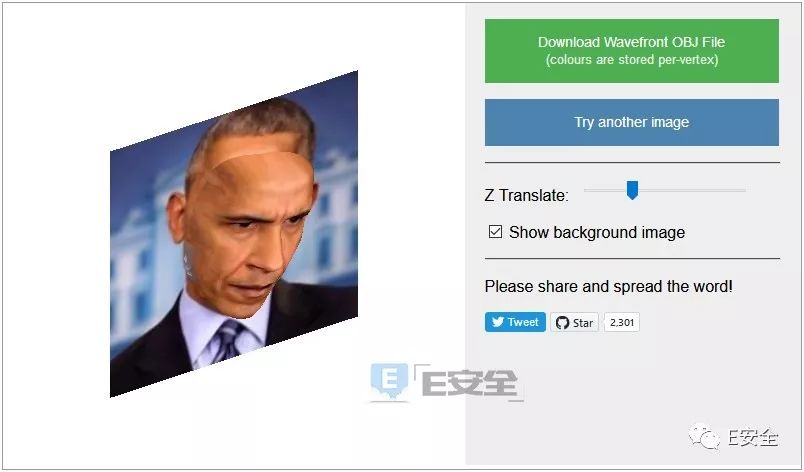 Download Wavefront OBJ File
(colours are stored per-vertex)
Try another image
Z Translate:
Show background image
Please share and spread the word!
Tweet
Star
2,301
E
E安全
E安全